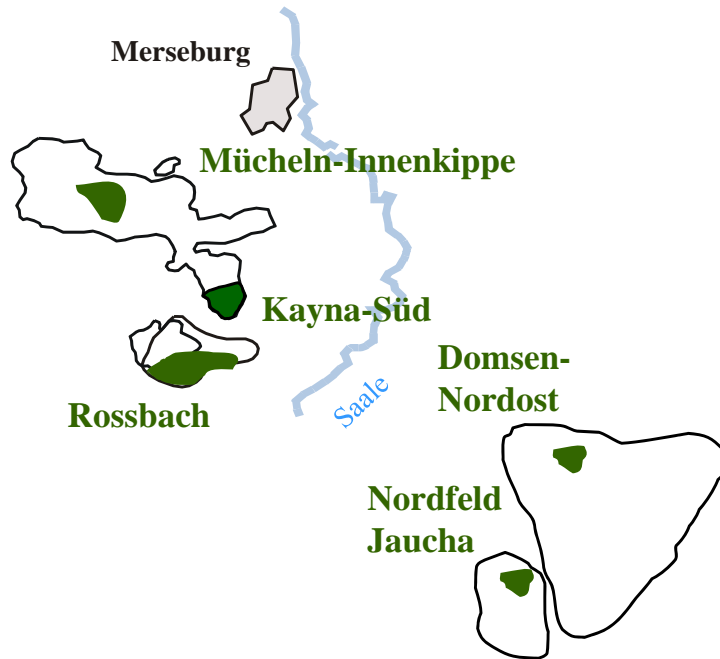 Merseburg
Mücheln-Innenkippe
Kayna-Süd
Domsen-
Nordost
Saale
Rossbach
Nordfeld
Jaucha